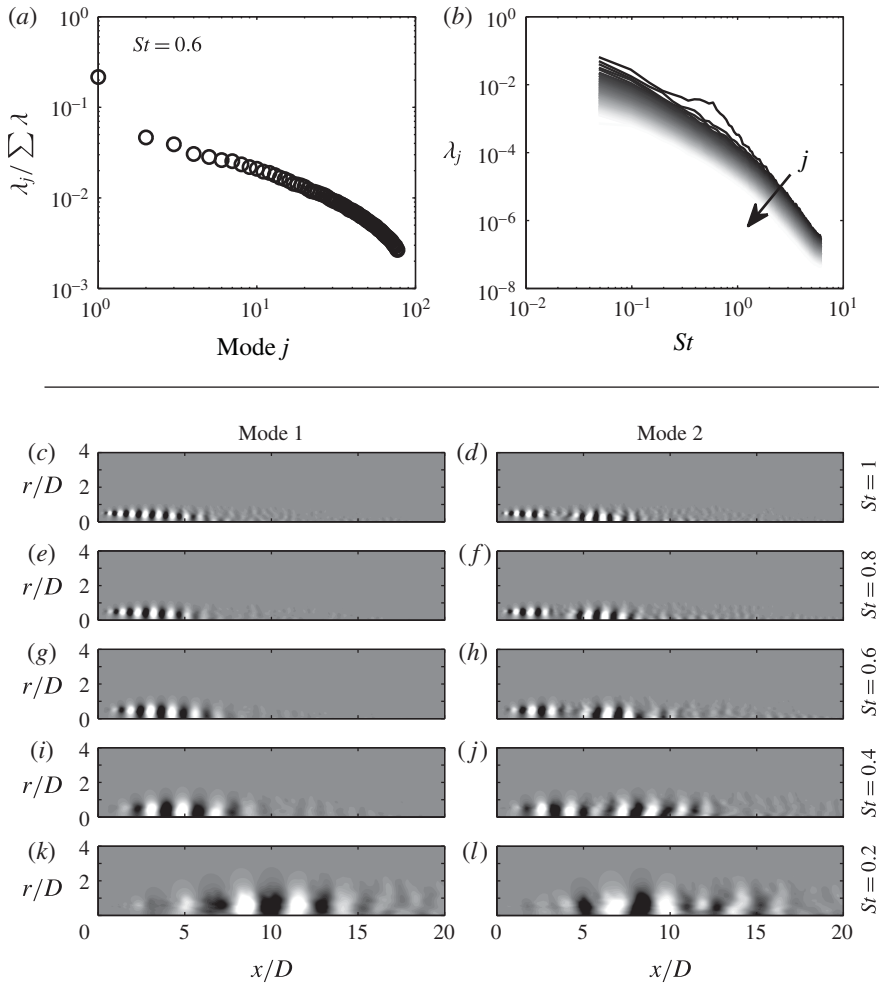 (a)
St = 0.6
10^0
10^-1
10^-2
10^-3
λ_j / ∑ λ
10^0
10^1
10^2
Mode j
(b)
10^0
10^-2
10^-4
10^-6
10^-8
λ_j
j
10^-2
10^-1
10^0
10^1
St
Mode 1
Mode 2
(c)
4
r/D
2
0
(d)
St = 1
(e)
4
r/D
2
0
(f)
St = 0.8
(g)
4
r/D
2
0
(h)
St = 0.6
(i)
4
r/D
2
0
(j)
St = 0.4
(k)
4
r/D
2
(l)
St = 0.2
0 5 10 15 20
0 5 10 15 20
x/D
x/D